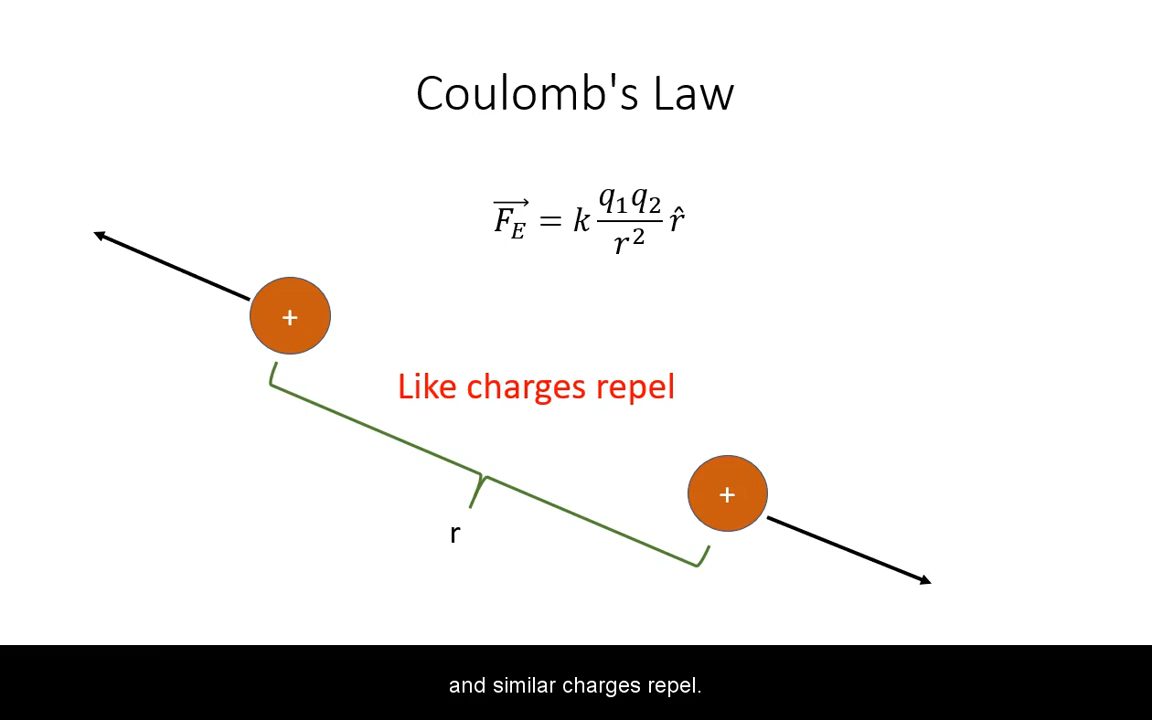 Coulomb's Law
$\overrightarrow{F_E} = k \frac{q_1 q_2}{r^2} \hat{r}$
+
Like charges repel
+
r
and similar charges repel.